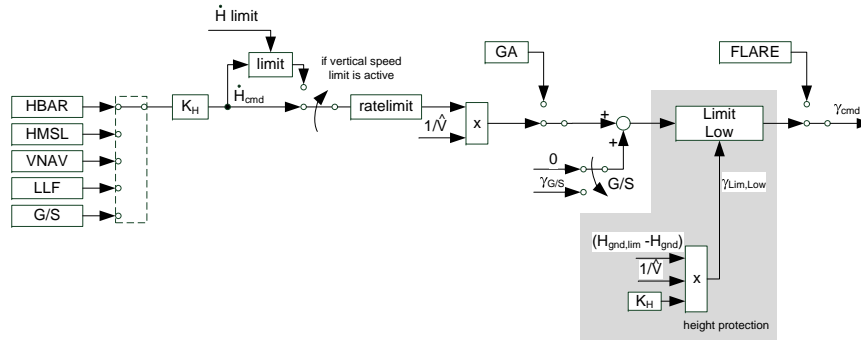 Ḣ limit
GA
FLARE
limit
if vertical speed
limit is active
HBAR
K_H
Ḣ_cmd
ratelimit
Limit
Low
γ_cmd
HMSL
1/V̂
x
+
+
VNAV
0
G/S
γ_G/S
LLF
γ_Lim,Low
G/S
(H_gnd,lim -H_gnd)
1/V̂
x
K_H
height protection